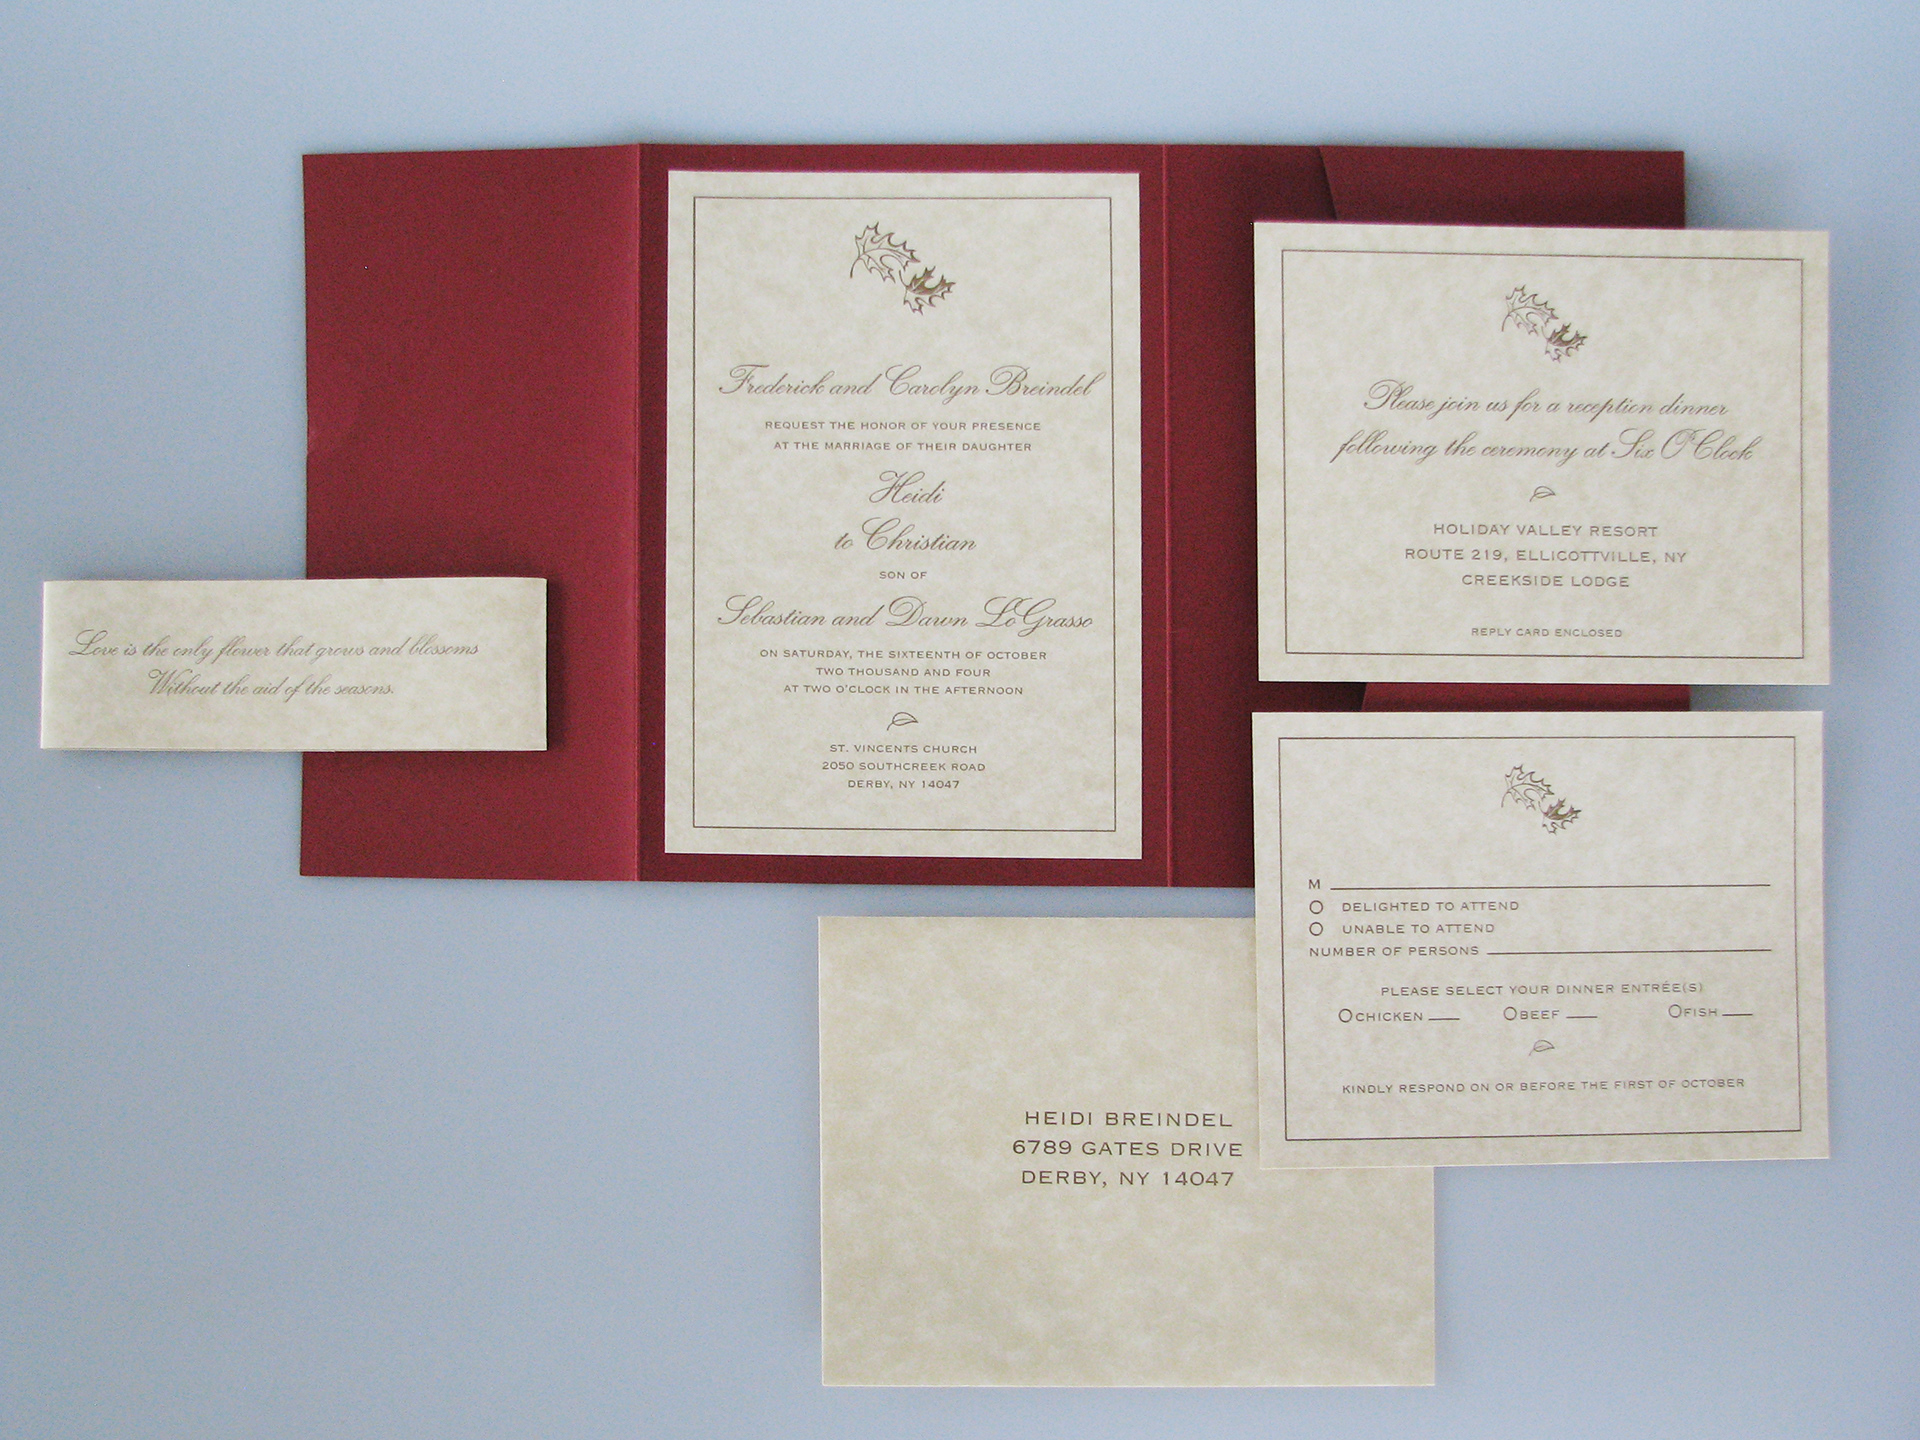 Love is the only flower that grows and blossoms
Without the aid of the seasons.
Frederick and Carolyn Breindel
REQUEST THE HONOR OF YOUR PRESENCE
AT THE MARRIAGE OF THEIR DAUGHTER
Heidi
to Christian
SON OF
Sebastian and Dawn LoGrasso
ON SATURDAY, THE SIXTEENTH OF OCTOBER
TWO THOUSAND AND FOUR
AT TWO O'CLOCK IN THE AFTERNOON
ST. VINCENTS CHURCH
2050 SOUTHCREEK ROAD
DERBY, NY 14047
Please join us for a reception dinner
following the ceremony at Six O'Clock
HOLIDAY VALLEY RESORT
ROUTE 219, ELLICOTTVILLE, NY
CREEKSIDE LODGE
REPLY CARD ENCLOSED
M
DELIGHTED TO ATTEND
UNABLE TO ATTEND
NUMBER OF PERSONS
PLEASE SELECT YOUR DINNER ENTRÉE(S)
CHICKEN BEEF FISH
KINDLY RESPOND ON OR BEFORE THE FIRST OF OCTOBER
HEIDI BREINDEL
6789 GATES DRIVE
DERBY, NY 14047